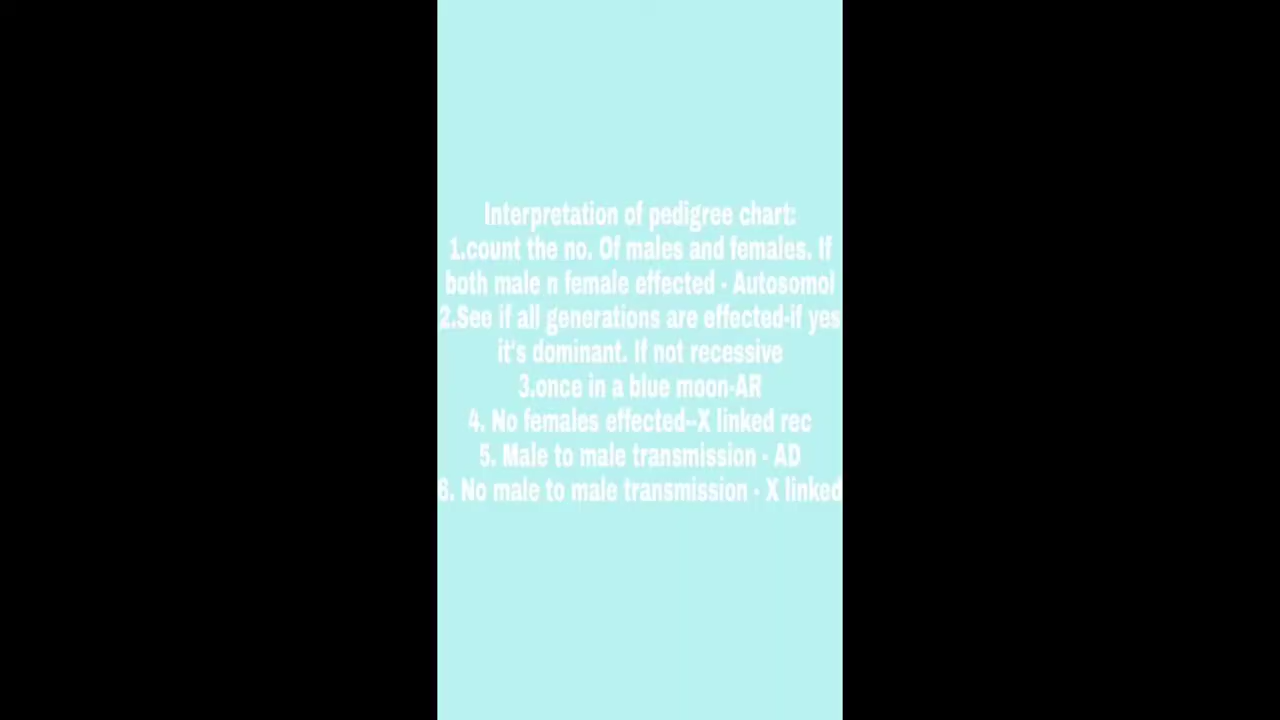 Interpretation of pedigree chart:
1.count the no. Of males and females. If
both male n female effected - Autosomol
2.See if all generations are effected-if yes
it's dominant. If not recessive
3.once in a blue moon-AR
4. No females effected--X linked rec
5. Male to male transmission - AD
6. No male to male transmission - X linked